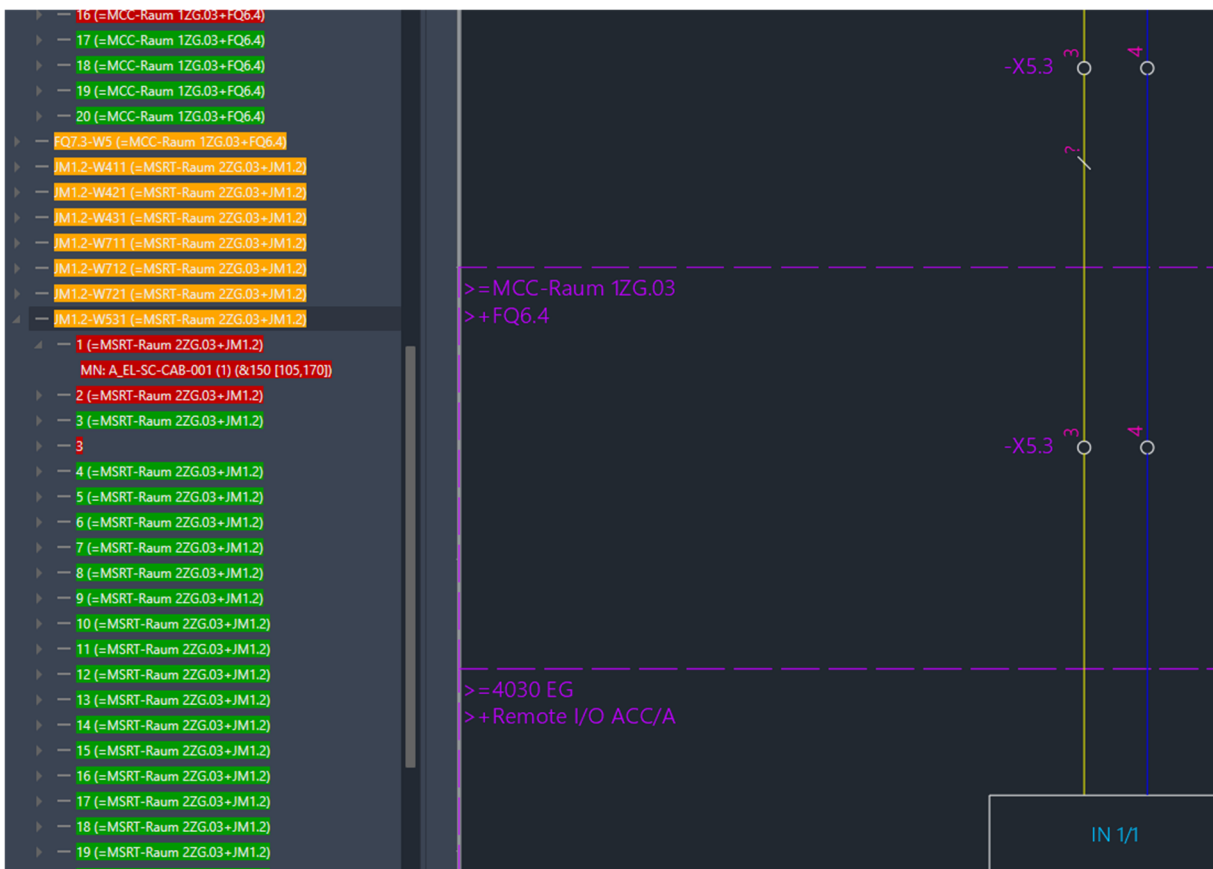 16 (=MCC-Raum 1ZG.03+FQ6.4)
17 (=MCC-Raum 1ZG.03+FQ6.4)
18 (=MCC-Raum 1ZG.03+FQ6.4)
19 (=MCC-Raum 1ZG.03+FQ6.4)
20 (=MCC-Raum 1ZG.03+FQ6.4)
FQ7.3-W5 (=MCC-Raum 1ZG.03+FQ6.4)
JM1.2-W411 (=MSRT-Raum 2ZG.03+JM1.2)
JM1.2-W421 (=MSRT-Raum 2ZG.03+JM1.2)
JM1.2-W431 (=MSRT-Raum 2ZG.03+JM1.2)
JM1.2-W711 (=MSRT-Raum 2ZG.03+JM1.2)
JM1.2-W712 (=MSRT-Raum 2ZG.03+JM1.2)
JM1.2-W721 (=MSRT-Raum 2ZG.03+JM1.2)
JM1.2-W531 (=MSRT-Raum 2ZG.03+JM1.2)
1 (=MSRT-Raum 2ZG.03+JM1.2)
MN: A_EL-SC-CAB-001 (1) (&150 [105,170])
2 (=MSRT-Raum 2ZG.03+JM1.2)
3 (=MSRT-Raum 2ZG.03+JM1.2)
3
4 (=MSRT-Raum 2ZG.03+JM1.2)
5 (=MSRT-Raum 2ZG.03+JM1.2)
6 (=MSRT-Raum 2ZG.03+JM1.2)
7 (=MSRT-Raum 2ZG.03+JM1.2)
8 (=MSRT-Raum 2ZG.03+JM1.2)
9 (=MSRT-Raum 2ZG.03+JM1.2)
10 (=MSRT-Raum 2ZG.03+JM1.2)
11 (=MSRT-Raum 2ZG.03+JM1.2)
12 (=MSRT-Raum 2ZG.03+JM1.2)
13 (=MSRT-Raum 2ZG.03+JM1.2)
14 (=MSRT-Raum 2ZG.03+JM1.2)
15 (=MSRT-Raum 2ZG.03+JM1.2)
16 (=MSRT-Raum 2ZG.03+JM1.2)
17 (=MSRT-Raum 2ZG.03+JM1.2)
18 (=MSRT-Raum 2ZG.03+JM1.2)
19 (=MSRT-Raum 2ZG.03+JM1.2)
-X5.3 3 4
?
>=MCC-Raum 1ZG.03
>+FQ6.4
-X5.3 3 4
>=4030 EG
>+Remote I/O ACC/A
IN 1/1